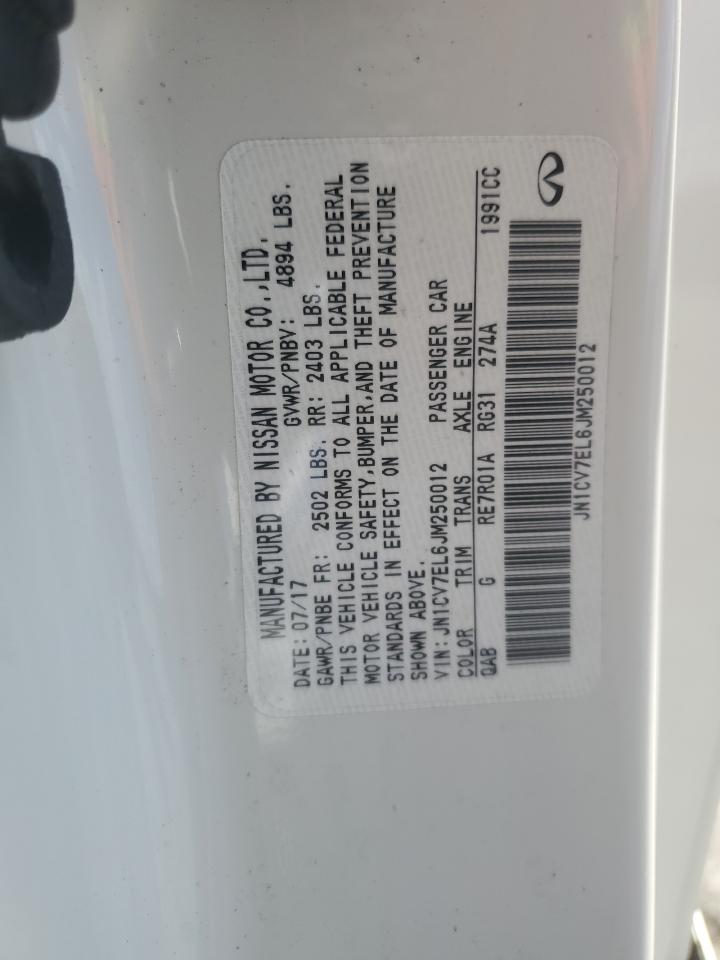 MANUFACTURED BY NISSAN MOTOR CO.,LTD.
DATE: 07/17 GVWR/PNBV: 4894 LBS.
GAWR/PNBE FR: 2502 LBS. RR: 2403 LBS.
THIS VEHICLE CONFORMS TO ALL APPLICABLE FEDERAL
MOTOR VEHICLE SAFETY,BUMPER,AND THEFT PREVENTION
STANDARDS IN EFFECT ON THE DATE OF MANUFACTURE
SHOWN ABOVE.
VIN: JN1CV7EL6JM250012 PASSENGER CAR
COLOR TRIM TRANS AXLE ENGINE
QAB G RE7R01A RG31 274A 1991CC
JN1CV7EL6JM250012